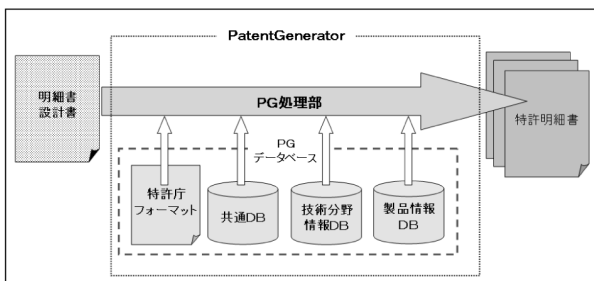 PatentGenerator
明細書
設計書
PG処理部
特許明細書
PG
データベース
特許庁
フォーマット
共通DB
技術分野
情報DB
製品情報
DB